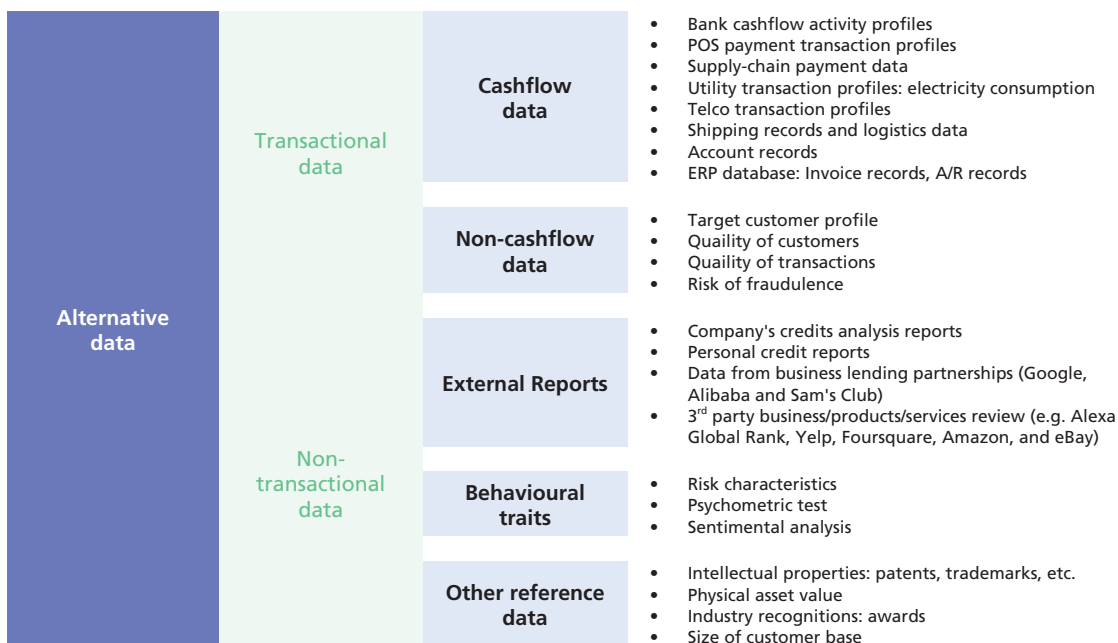 Alternative
data
Transactional
data
Cashflow
data
• Bank cashflow activity profiles
• POS payment transaction profiles
• Supply-chain payment data
• Utility transaction profiles: electricity consumption
• Telco transaction profiles
• Shipping records and logistics data
• Account records
• ERP database: Invoice records, A/R records
Non-cashflow
data
• Target customer profile
• Quaility of customers
• Quaility of transactions
• Risk of fraudulence
Non-
transactional
data
External Reports
• Company's credits analysis reports
• Personal credit reports
• Data from business lending partnerships (Google,
Alibaba and Sam's Club)
• 3rd party business/products/services review (e.g. Alexa
Global Rank, Yelp, Foursquare, Amazon, and eBay)
Behavioural
traits
• Risk characteristics
• Psychometric test
• Sentimental analysis
Other reference
data
• Intellectual properties: patents, trademarks, etc.
• Physical asset value
• Industry recognitions: awards
• Size of customer base